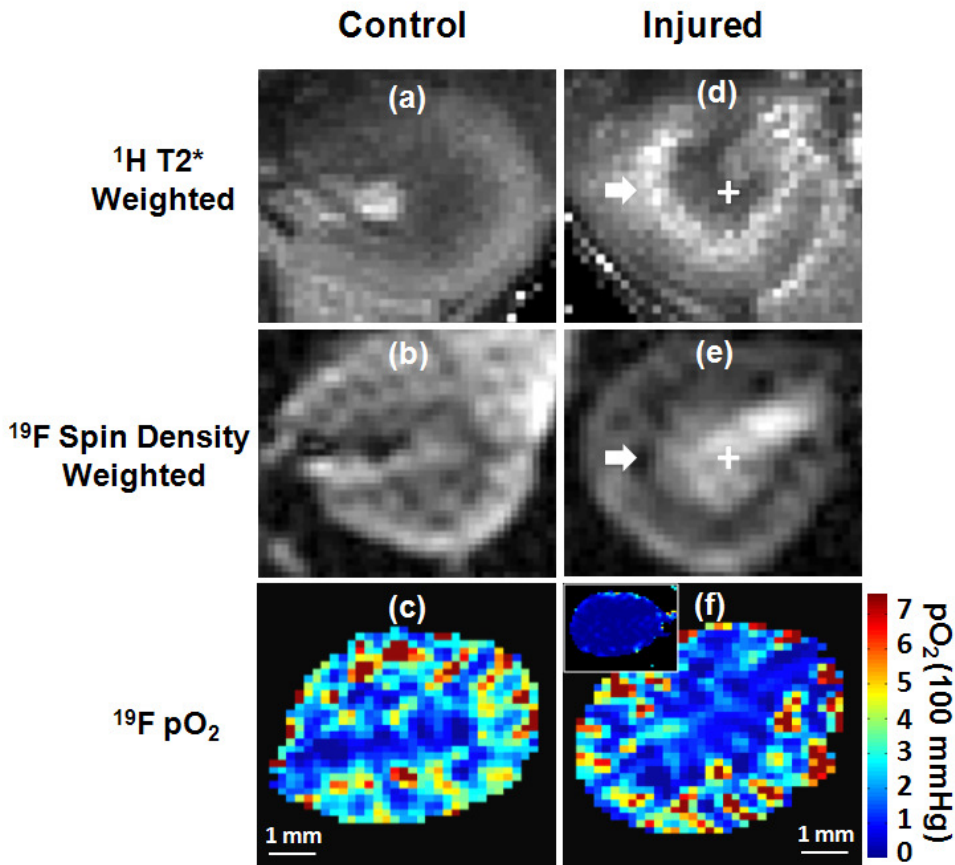 Control
Injured
¹H T2*
Weighted
(a)
(d)
¹⁹F Spin Density
Weighted
(b)
(e)
¹⁹F pO₂
(c)
(f)
1 mm
1 mm
7
6
5
4
3
2
1
0
pO₂ (100 mmHg)